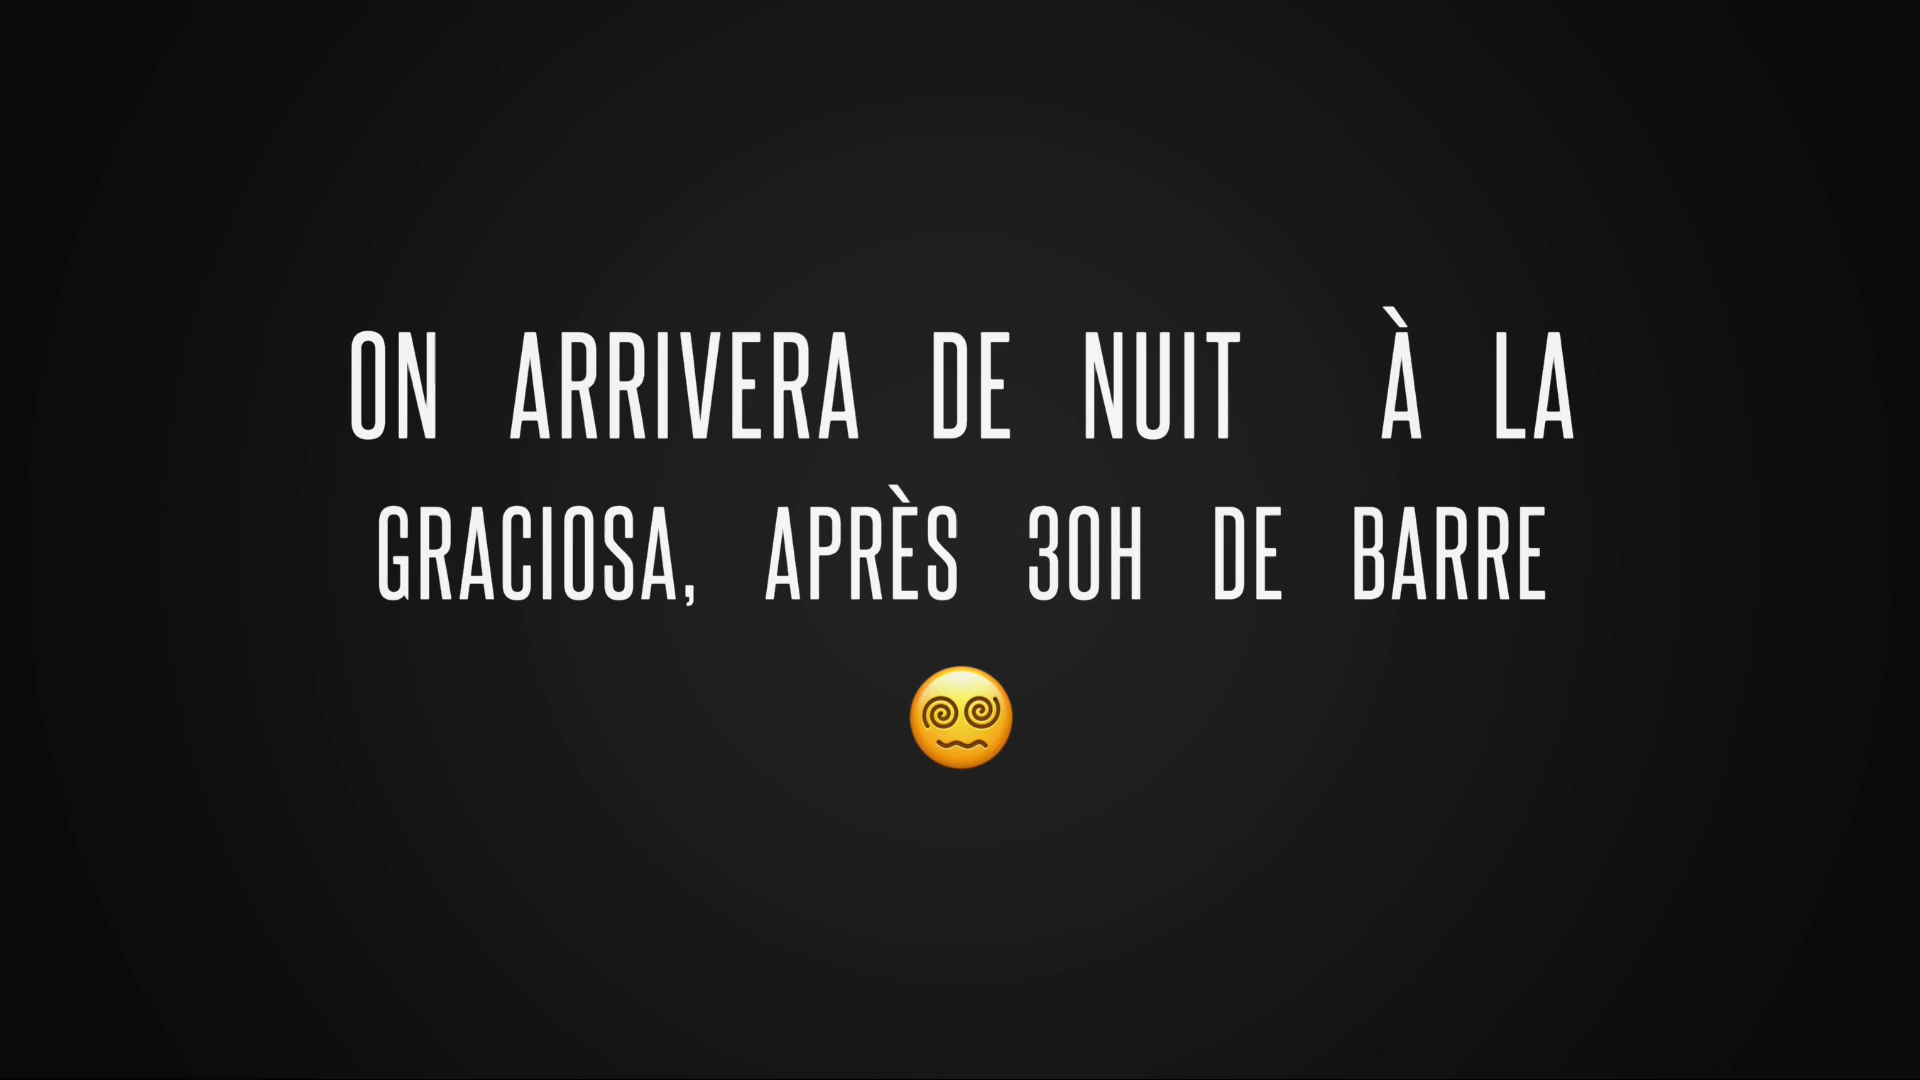 ON ARRIVERA DE NUIT À LA
GRACIOSA, APRÈS 30H DE BARRE
😵‍💫